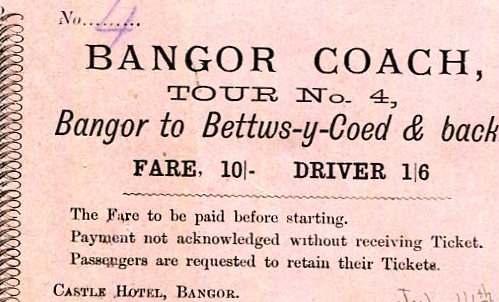 No......... 4
BANGOR COACH,
TOUR No. 4,
Bangor to Bettws-y-Coed & back
FARE, 10/- DRIVER 1/6
The Fare to be paid before starting.
Payment not acknowledged without receiving Ticket.
Passengers are requested to retain their Tickets.
CASTLE HOTEL, BANGOR.